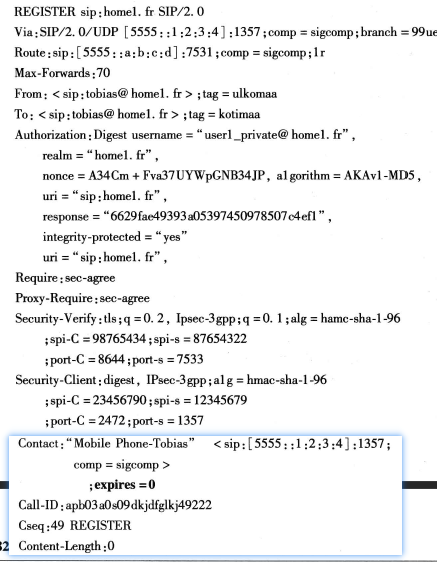 REGISTER sip:home1. fr SIP/2. 0
Via:SIP/2. 0/UDP [5555::1:2:3:4]:1357;comp = sigcomp;branch = 99ue
Route:sip:[5555::a:b:c:d]:7531;comp = sigcomp;1r
Max-Forwards:70
From: < sip:tobias@ home1. fr > ;tag = ulkomaa
To: < sip:tobias@ home1. fr > ;tag = kotimaa
Authorization:Digest username = "user1_private@ home1. fr",
realm = "home1. fr",
nonce = A34Cm + Fva37UYWpGNB34JP, a1gorithm = AKAv1-MD5,
uri = "sip:home1. fr",
response = "6629fae49393a05397450978507c4ef1",
integrity-protected = "yes"
uri = "sip:home1. fr",
Require:sec-agree
Proxy-Require:sec-agree
Security-Verify:tls;q = 0. 2, Ipsec-3gpp;q = 0. 1;alg = hamc-sha-1-96
;spi-C = 98765434;spi-s = 87654322
;port-C = 8644;port-s = 7533
Security-Client:digest, IPsec-3gpp;a1g = hmac-sha-1-96
;spi-C = 23456790;spi-s = 12345679
;port-C = 2472;port-s = 1357
Contact:"Mobile Phone-Tobias" < sip:[5555::1:2:3:4]:1357;
comp = sigcomp >
;expires = 0
Call-ID:apb03a0s09dkjdfglkj49222
Cseq:49 REGISTER
32 Content-Length:0